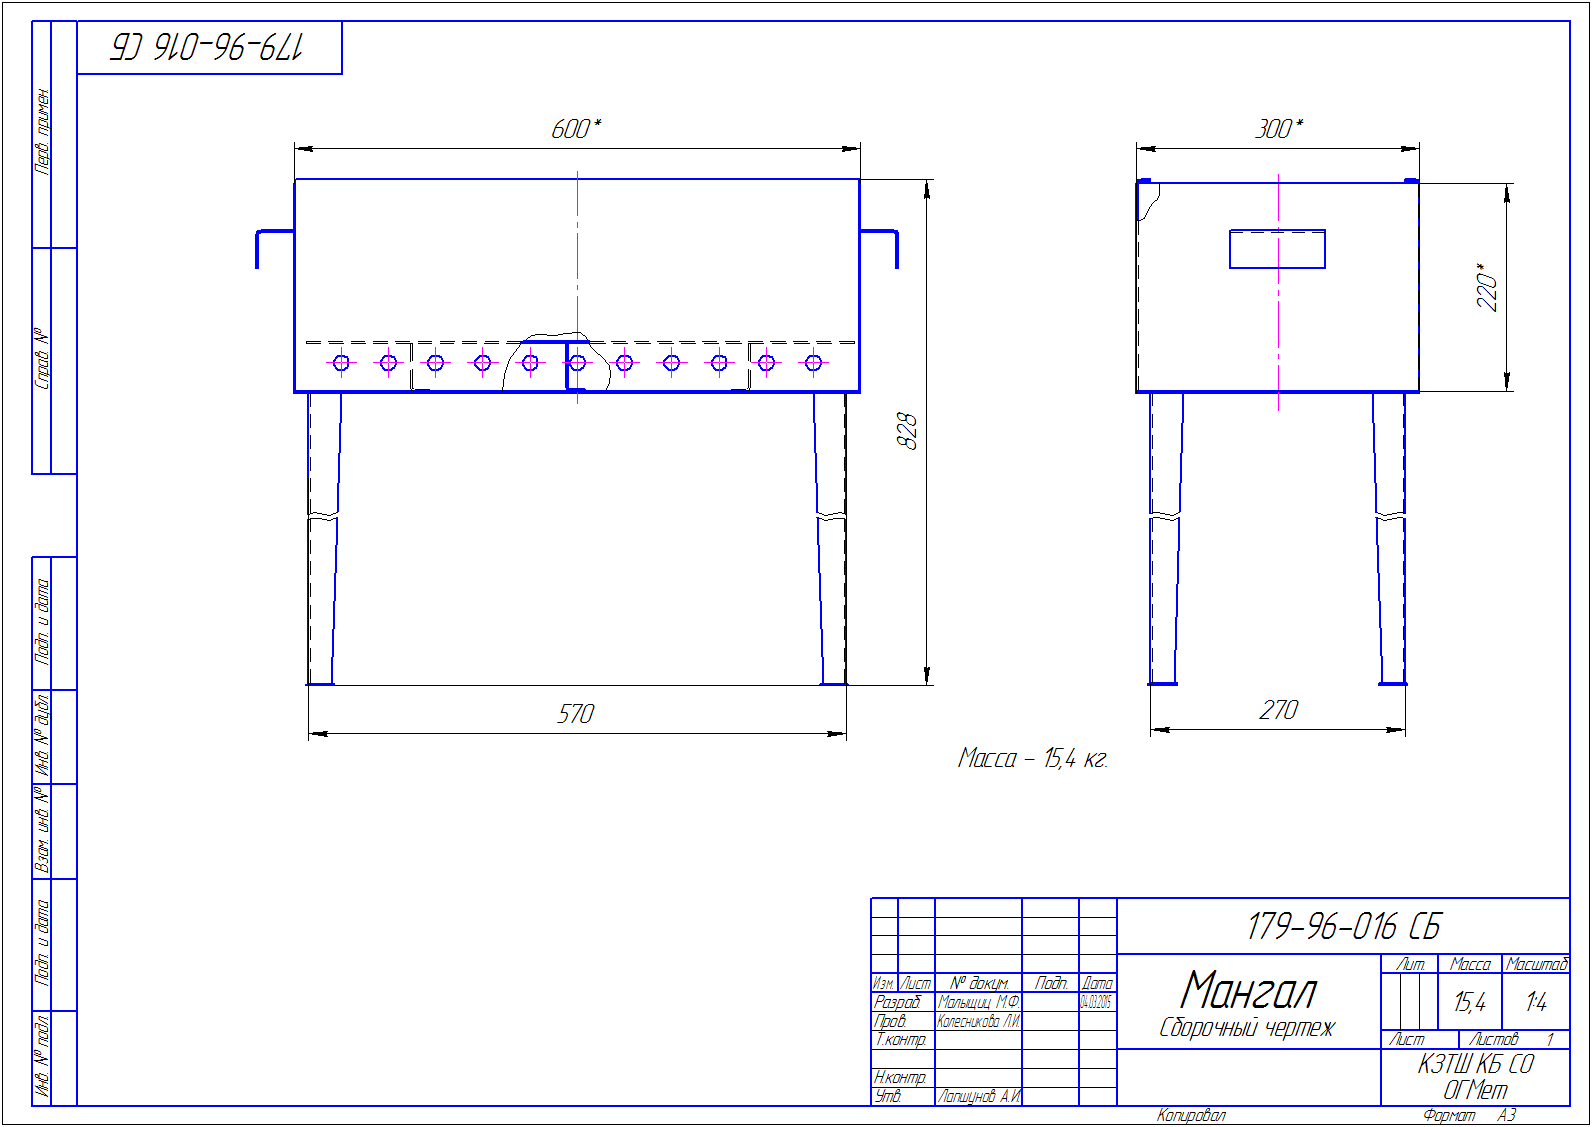 179-96-016 СБ
Перв. примен.
Справ. №
Подп. и дата
Инв. № дубл.
Взам. инв. №
Подп. и дата
Инв. № подл.
600*
300*
220*
828
570
270
Масса - 15,4 кг.
179-96-016 СБ
Изм. Лист № докум. Подп. Дата
Разраб. Малыщиц М.Ф. 04.03.2015
Пров. Колесникова Л.И.
Т.контр.
Н.контр.
Утв. Лапшунов А.И.
Мангал
Сборочный чертеж
Лит. Масса Масштаб
15,4 1:4
Лист Листов 1
КЗТШ КБ СО
ОГМет
Копировал Формат А3